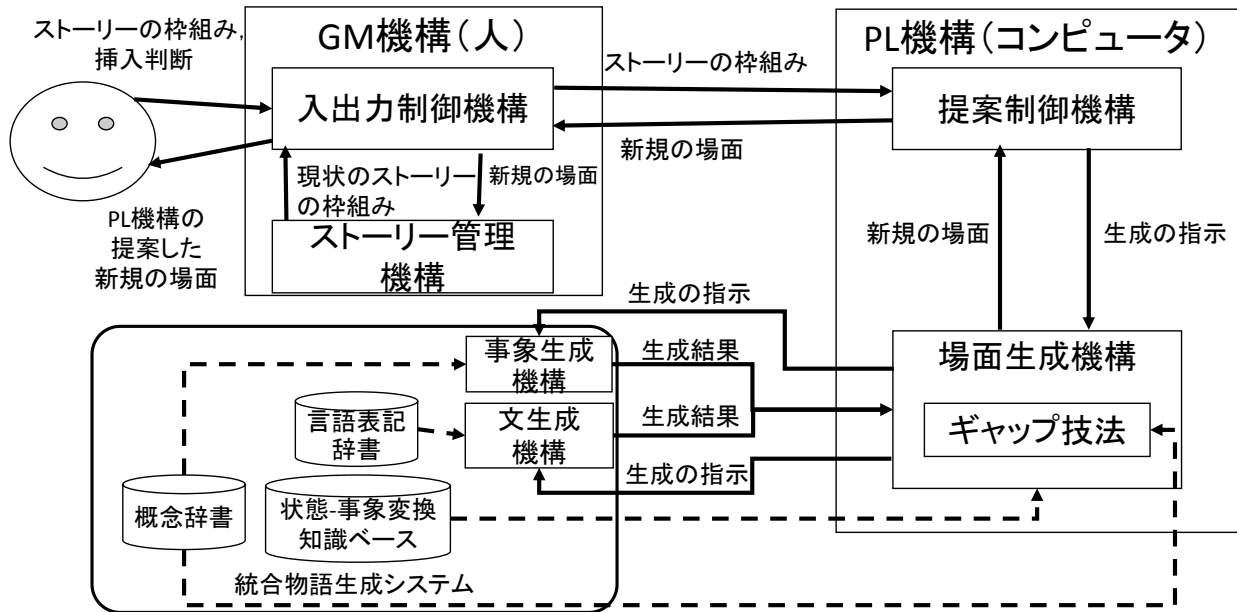 ストーリーの枠組み,
挿入判断
GM機構(人)
PL機構(コンピュータ)
入出力制御機構
ストーリーの枠組み
提案制御機構
新規の場面
現状のストーリー
の枠組み
新規の場面
ストーリー管理
機構
PL機構の
提案した
新規の場面
新規の場面
生成の指示
生成の指示
事象生成
機構
生成結果
場面生成機構
言語表記
辞書
文生成
機構
生成結果
ギャップ技法
生成の指示
概念辞書
状態-事象変換
知識ベース
統合物語生成システム